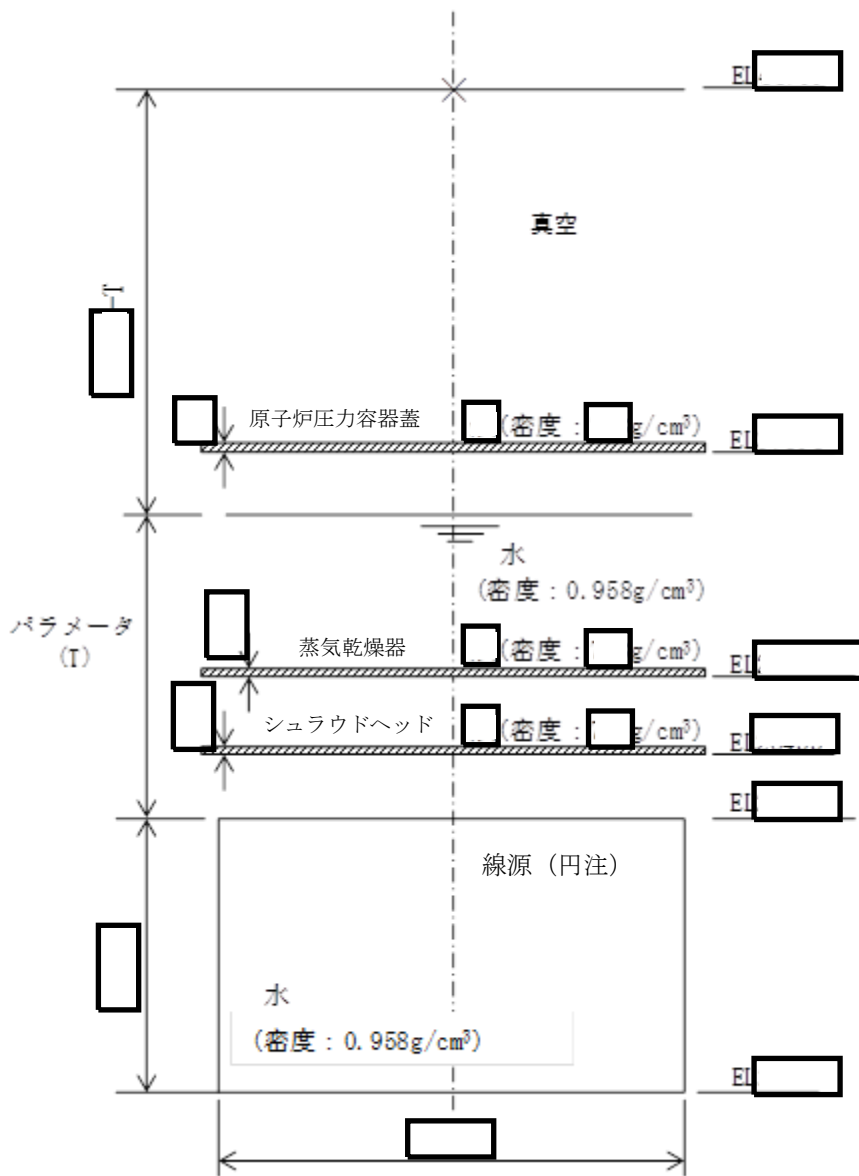 EL
真空
原子炉圧力容器蓋
(密度：
g/cm³)
EL
水
(密度：0.958g/cm³)
パラメータ
(T)
蒸気乾燥器
(密度：
g/cm³)
EL
シュラウドヘッド
(密度：
g/cm³)
EL
EL
線源（円注）
水
(密度：0.958g/cm³)
EL